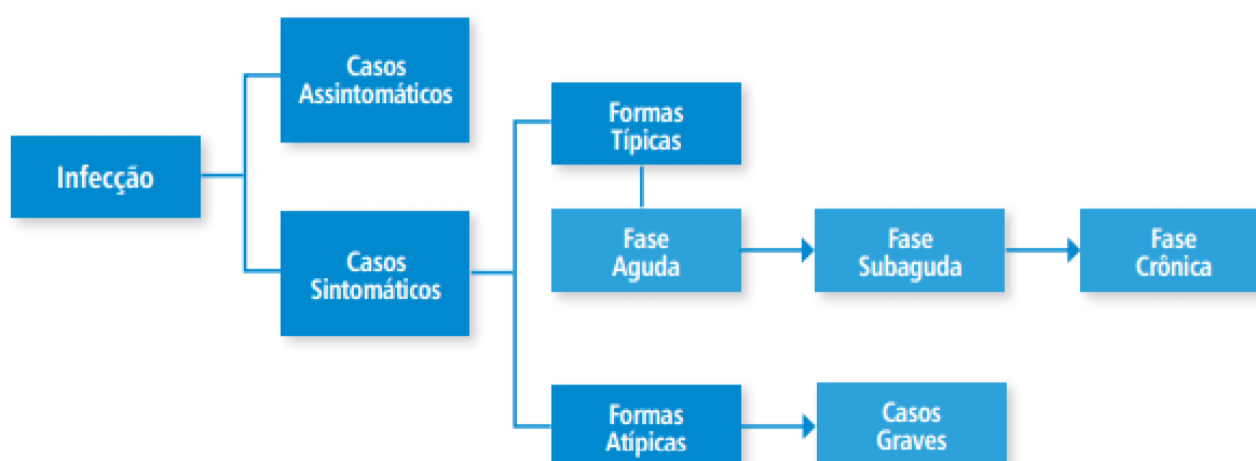 Infecção
Casos
Assintomáticos
Casos
Sintomáticos
Formas
Típicas
Fase
Aguda
Fase
Subaguda
Fase
Crônica
Formas
Atípicas
Casos
Graves